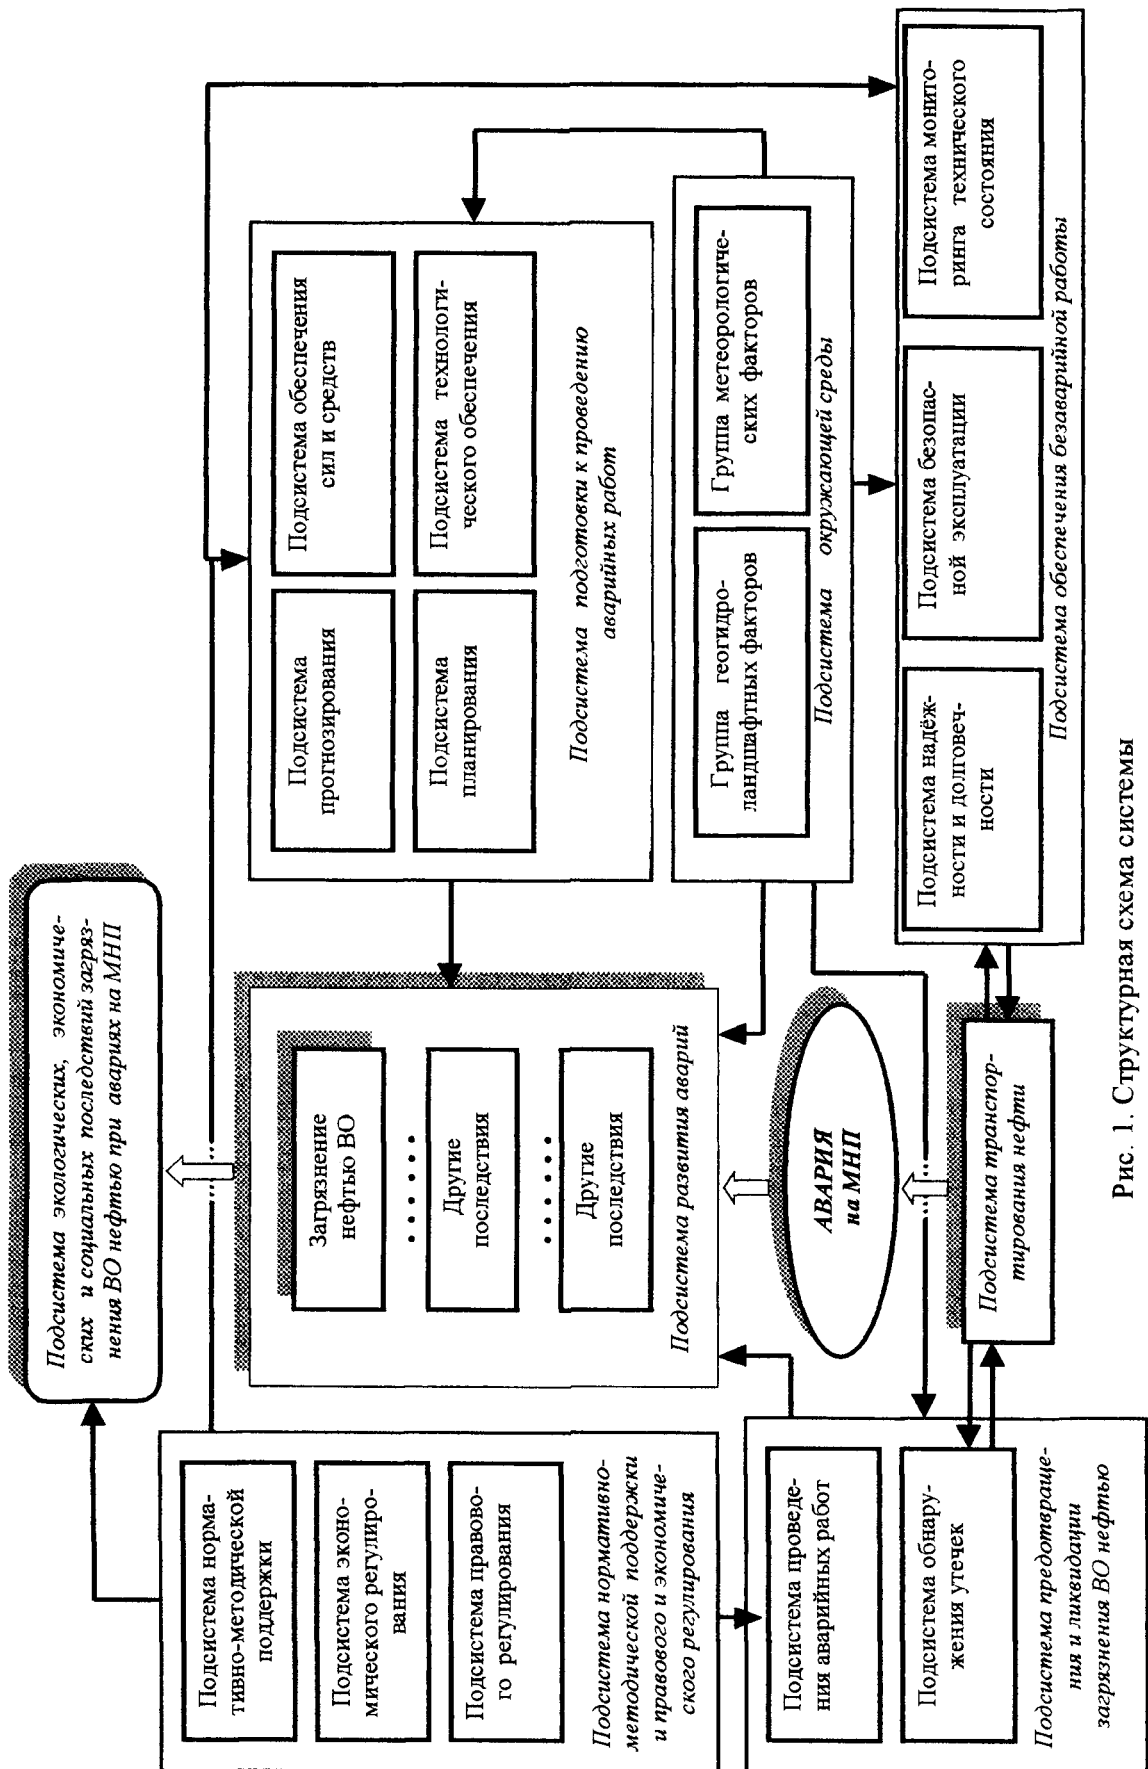 Подсистема экологических, экономиче-
ских и социальных последствий загряз-
нения ВО нефтью при авариях на МНП
Подсистема норма-
тивно-методической
поддержки
Подсистема эконо-
мического регулиро-
вания
Подсистема правово-
го регулирования
Подсистема нормативно-
методической поддержки
и правового и экономиче-
ского регулирования
Загрязнение
нефтью ВО
......
Другие
последствия
......
Другие
последствия
Подсистема развития аварий
Подсистема
прогнозирования
Подсистема обеспечения
сил и средств
Подсистема
планирования
Подсистема технологи-
ческого обеспечения
Подсистема подготовки к проведению
аварийных работ
Группа геогидро-
ландшафтных факторов
Группа метеорологиче-
ских факторов
Подсистема окружающей среды
АВАРИЯ
на МНП
Подсистема проведе-
ния аварийных работ
Подсистема обнару-
жения утечек
Подсистема предотвраще-
ния и ликвидации
загрязнения ВО нефтью
Подсистема транспор-
тирования нефти
Подсистема надёж-
ности и долговеч-
ности
Подсистема безопас-
ной эксплуатации
Подсистема монито-
ринга технического
состояния
Подсистема обеспечения безаварийной работы
Рис. 1. Структурная схема системы